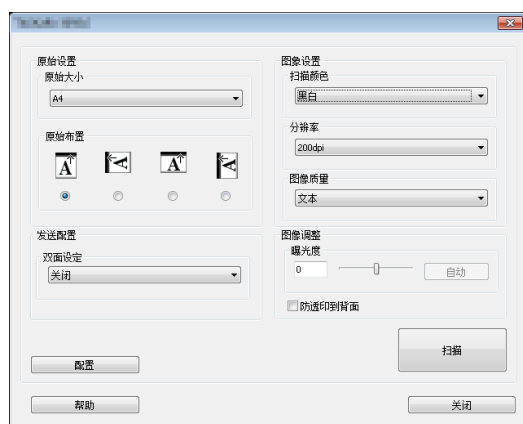 原始设置
原始大小
A4
原始布置
A A A A
发送配置
双面设定
关闭
配置
帮助
图像设置
扫描颜色
黑白
分辨率
200dpi
图像质量
文本
图像调整
曝光度
0
自动
防透印到背面
扫描
关闭